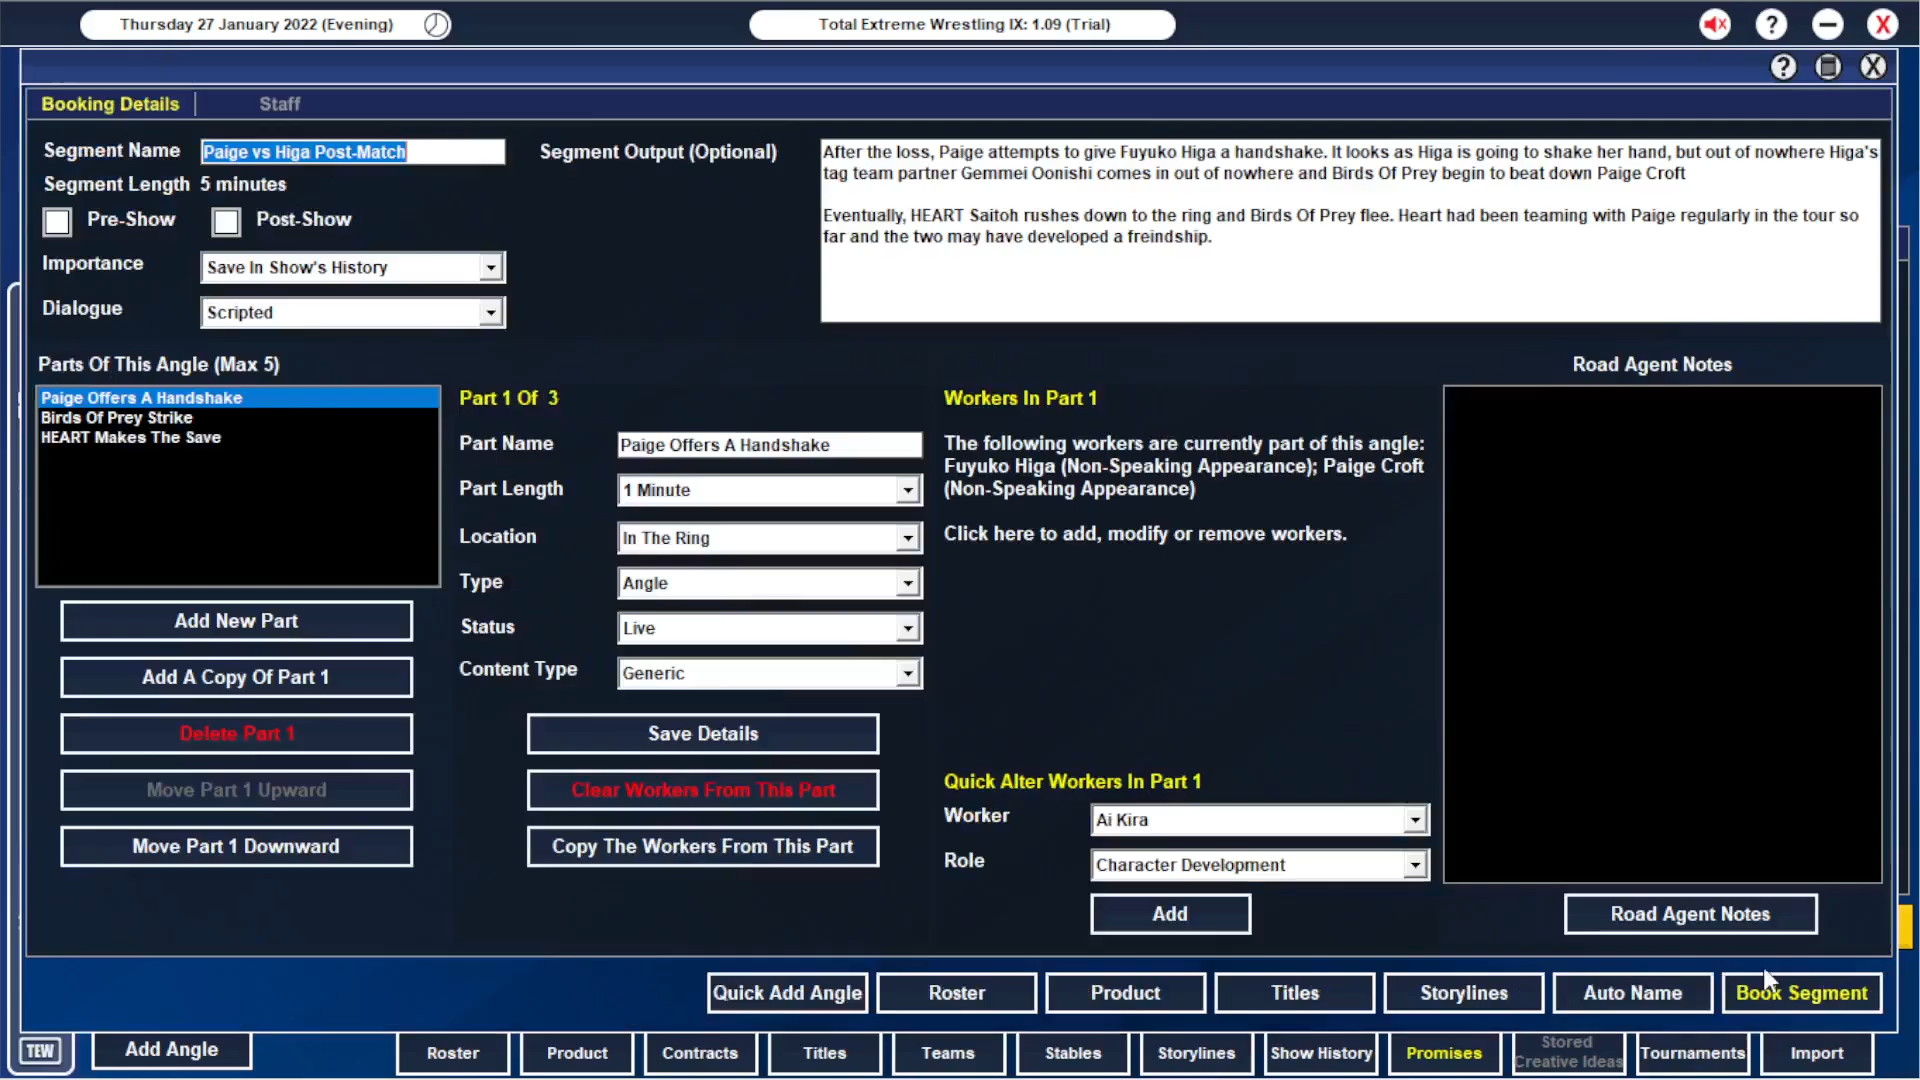 Thursday 27 January 2022 (Evening)
Total Extreme Wrestling IX: 1.09 (Trial)
Booking Details
Staff
Segment Name
Paige vs Higa Post-Match
Segment Length 5 minutes
Pre-Show
Post-Show
Importance
Save In Show's History
Dialogue
Scripted
Segment Output (Optional)
After the loss, Paige attempts to give Fuyuko Higa a handshake. It looks as Higa is going to shake her hand, but out of nowhere Higa's
tag team partner Gemmei Oonishi comes in out of nowhere and Birds Of Prey begin to beat down Paige Croft
Eventually, HEART Saitoh rushes down to the ring and Birds Of Prey flee. Heart had been teaming with Paige regularly in the tour so
far and the two may have developed a freindship.
Parts Of This Angle (Max 5)
Paige Offers A Handshake
Birds Of Prey Strike
HEART Makes The Save
Add New Part
Add A Copy Of Part 1
Delete Part 1
Move Part 1 Upward
Move Part 1 Downward
Part 1 Of 3
Part Name
Paige Offers A Handshake
Part Length
1 Minute
Location
In The Ring
Type
Angle
Status
Live
Content Type
Generic
Save Details
Clear Workers From This Part
Copy The Workers From This Part
Workers In Part 1
The following workers are currently part of this angle:
Fuyuko Higa (Non-Speaking Appearance); Paige Croft
(Non-Speaking Appearance)
Click here to add, modify or remove workers.
Quick Alter Workers In Part 1
Worker
Ai Kira
Role
Character Development
Add
Road Agent Notes
Road Agent Notes
Quick Add Angle
Roster
Product
Titles
Storylines
Auto Name
Book Segment
TEW
Add Angle
Roster
Product
Contracts
Titles
Teams
Stables
Storylines
Show History
Promises
Stored
Creative Ideas
Tournaments
Import